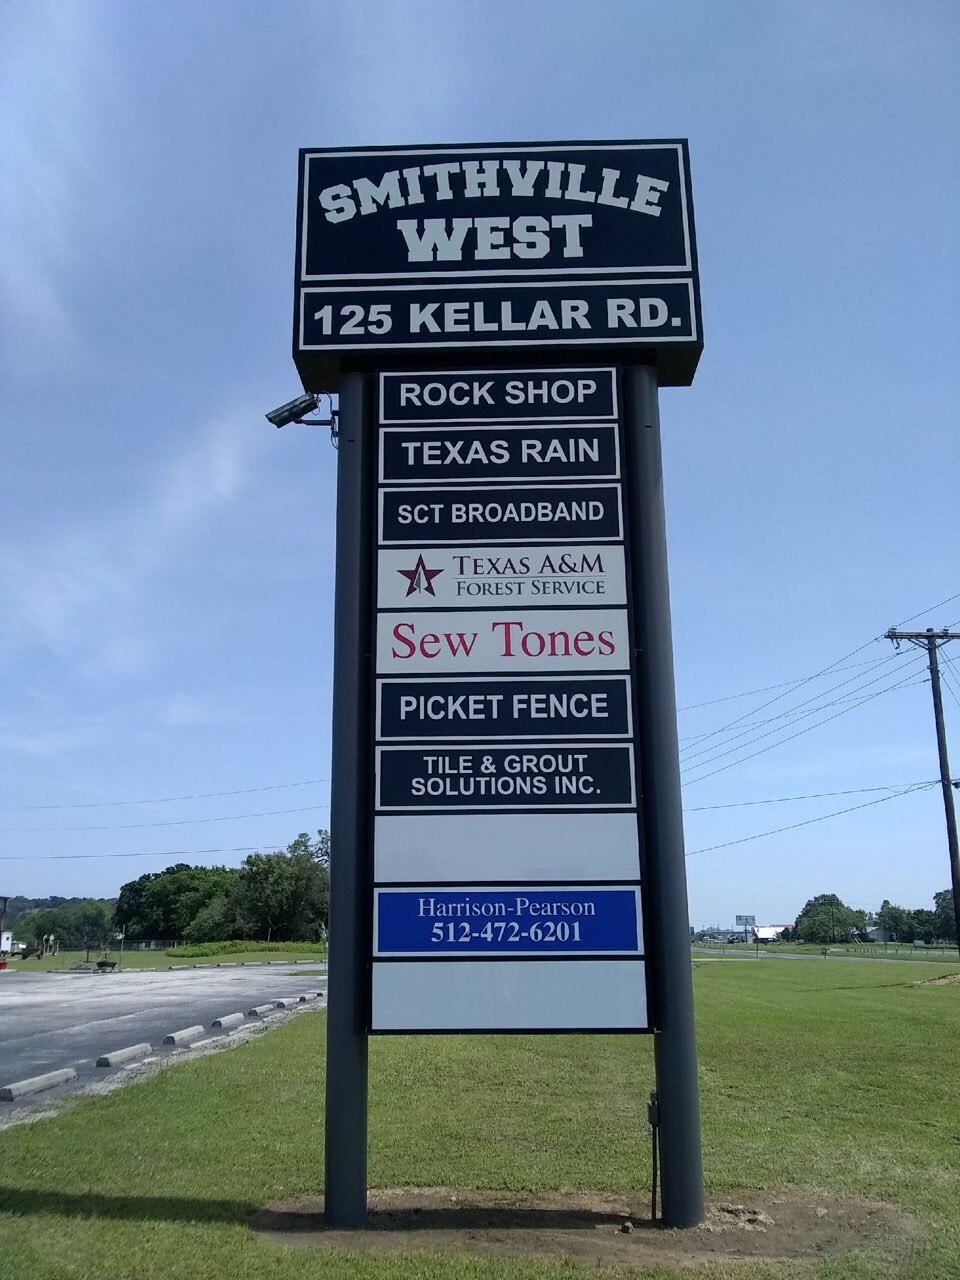 SMITHVILLE
WEST
125 KELLAR RD.
ROCK SHOP
TEXAS RAIN
SCT BROADBAND
TEXAS A&M
FOREST SERVICE
Sew Tones
PICKET FENCE
TILE & GROUT
SOLUTIONS INC.
Harrison-Pearson
512-472-6201